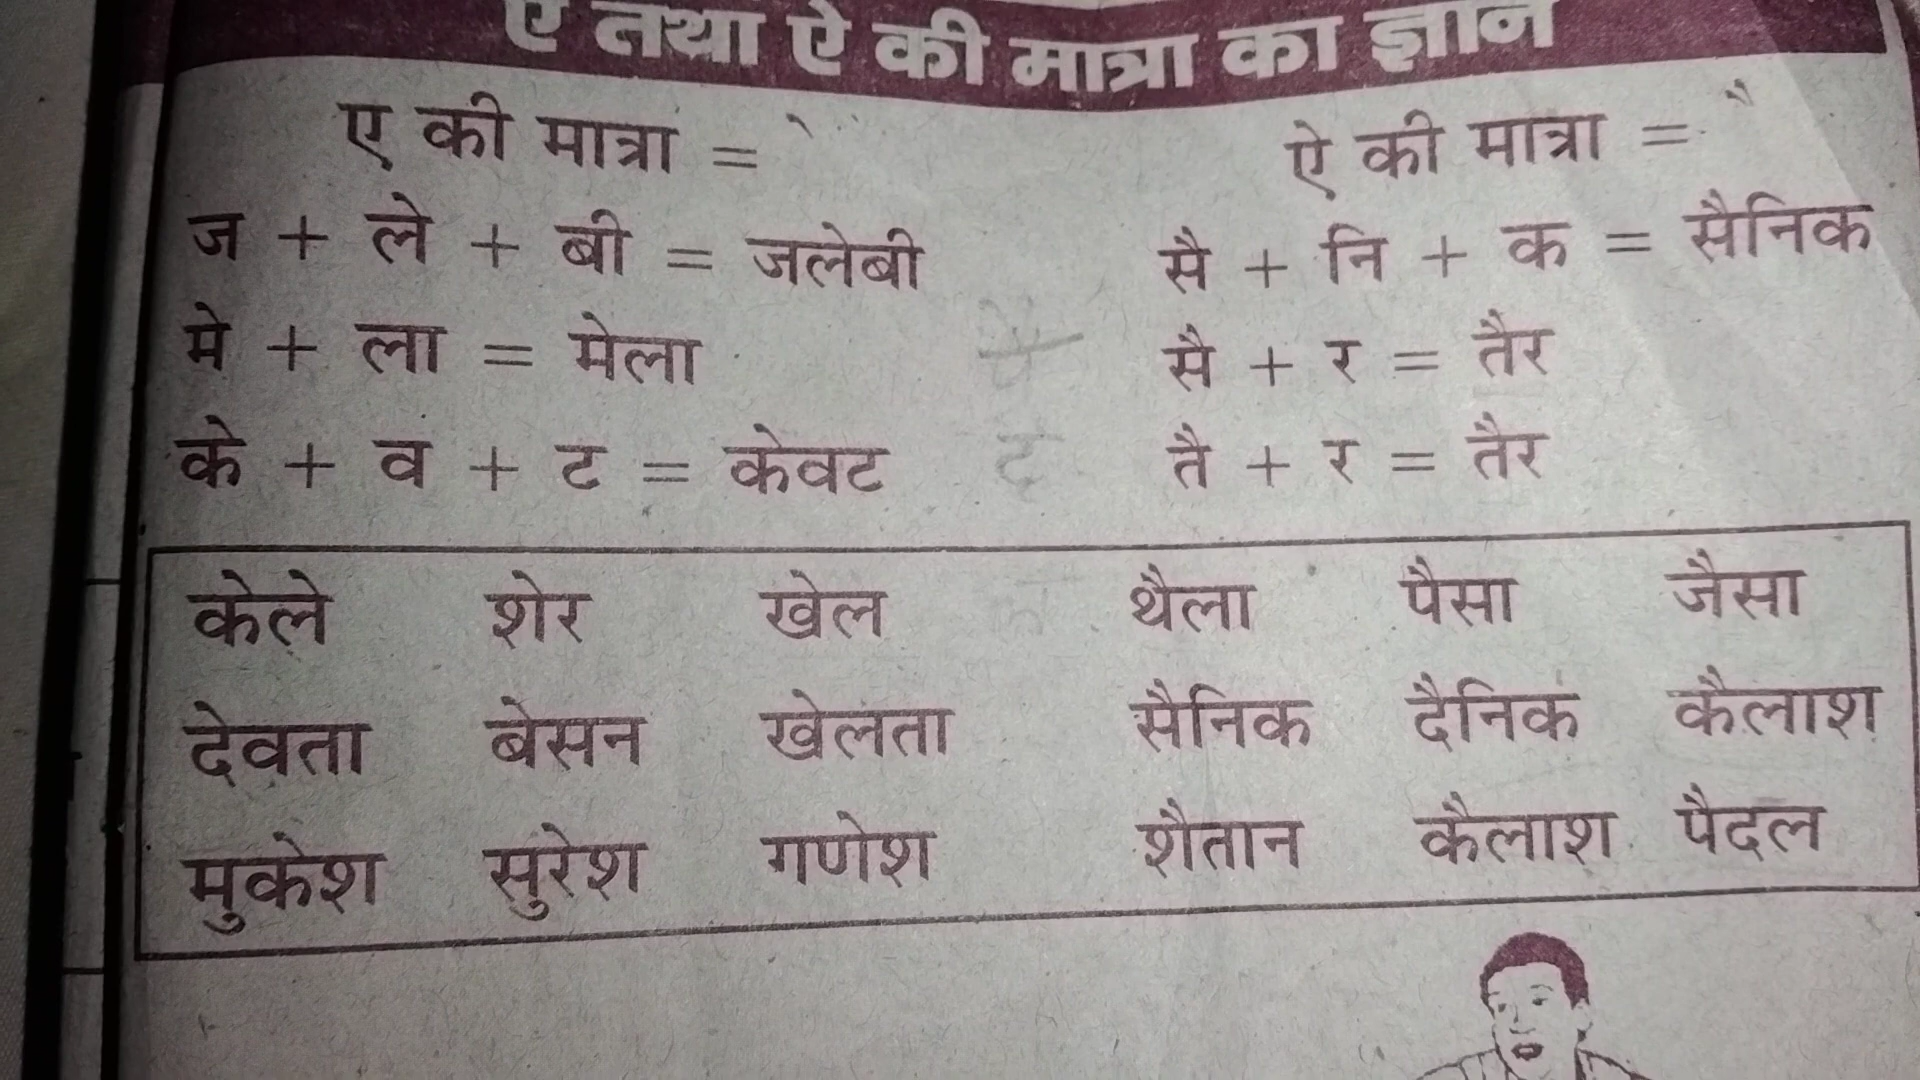 ए तथा ऐ की मात्रा का ज्ञान
ए की मात्रा = े
ऐ की मात्रा = ै
ज + ले + बी = जलेबी
सै + नि + क = सैनिक
मे + ला = मेला
सै + र = तैर
के + व + ट = केवट
तै + र = तैर
केले शेर खेल थैला पैसा जैसा
देवता बेसन खेलता सैनिक दैनिक कैलाश
मुकेश सुरेश गणेश शैतान कैलाश पैदल